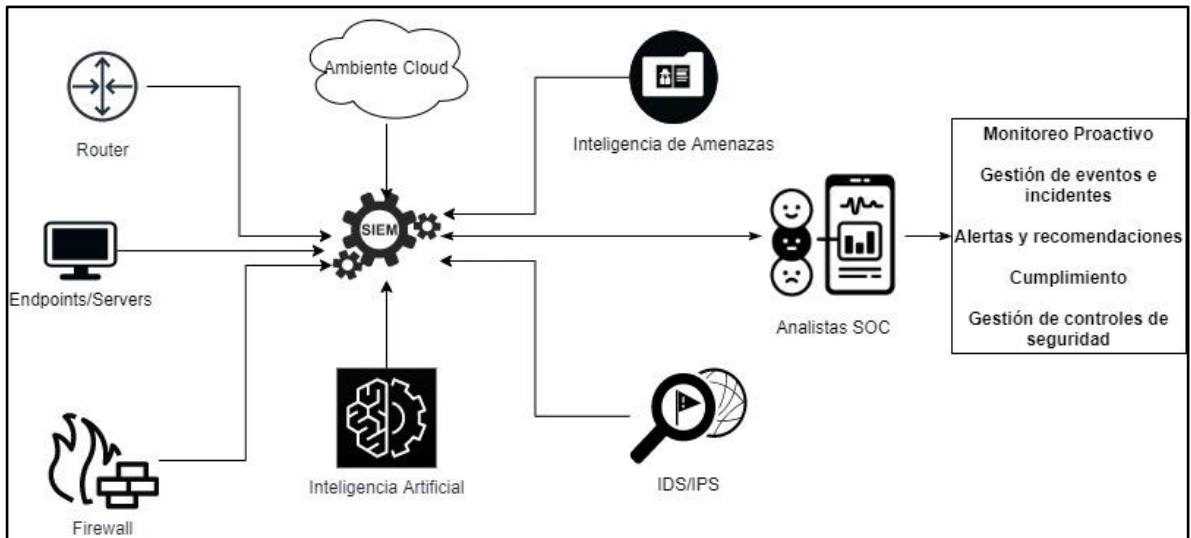 Ambiente Cloud
Router
Inteligencia de Amenazas
Monitoreo Proactivo
Gestión de eventos e
incidentes
Alertas y recomendaciones
Cumplimiento
Gestión de controles de
seguridad
SIEM
Endpoints/Servers
Analistas SOC
Inteligencia Artificial
IDS/IPS
Firewall